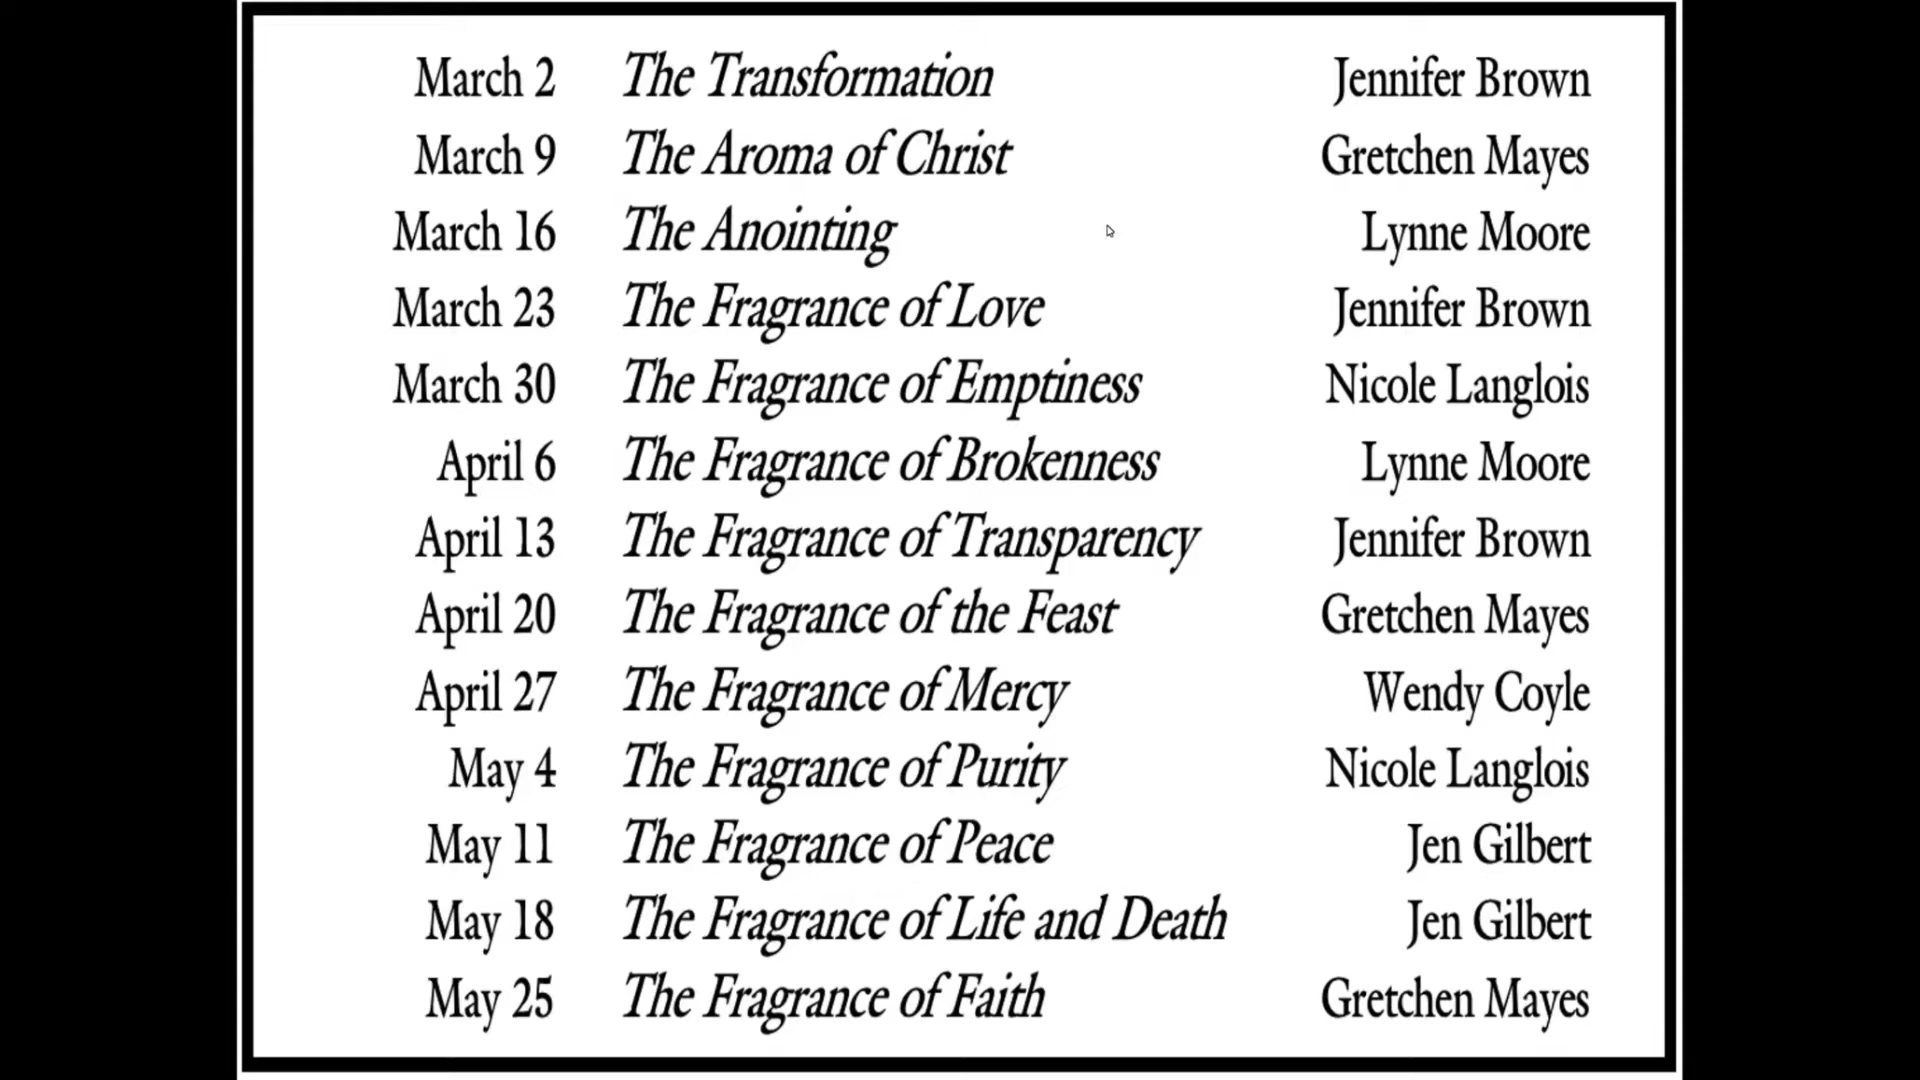 March 2 The Transformation Jennifer Brown
March 9 The Aroma of Christ Gretchen Mayes
March 16 The Anointing Lynne Moore
March 23 The Fragrance of Love Jennifer Brown
March 30 The Fragrance of Emptiness Nicole Langlois
April 6 The Fragrance of Brokenness Lynne Moore
April 13 The Fragrance of Transparency Jennifer Brown
April 20 The Fragrance of the Feast Gretchen Mayes
April 27 The Fragrance of Mercy Wendy Coyle
May 4 The Fragrance of Purity Nicole Langlois
May 11 The Fragrance of Peace Jen Gilbert
May 18 The Fragrance of Life and Death Jen Gilbert
May 25 The Fragrance of Faith Gretchen Mayes